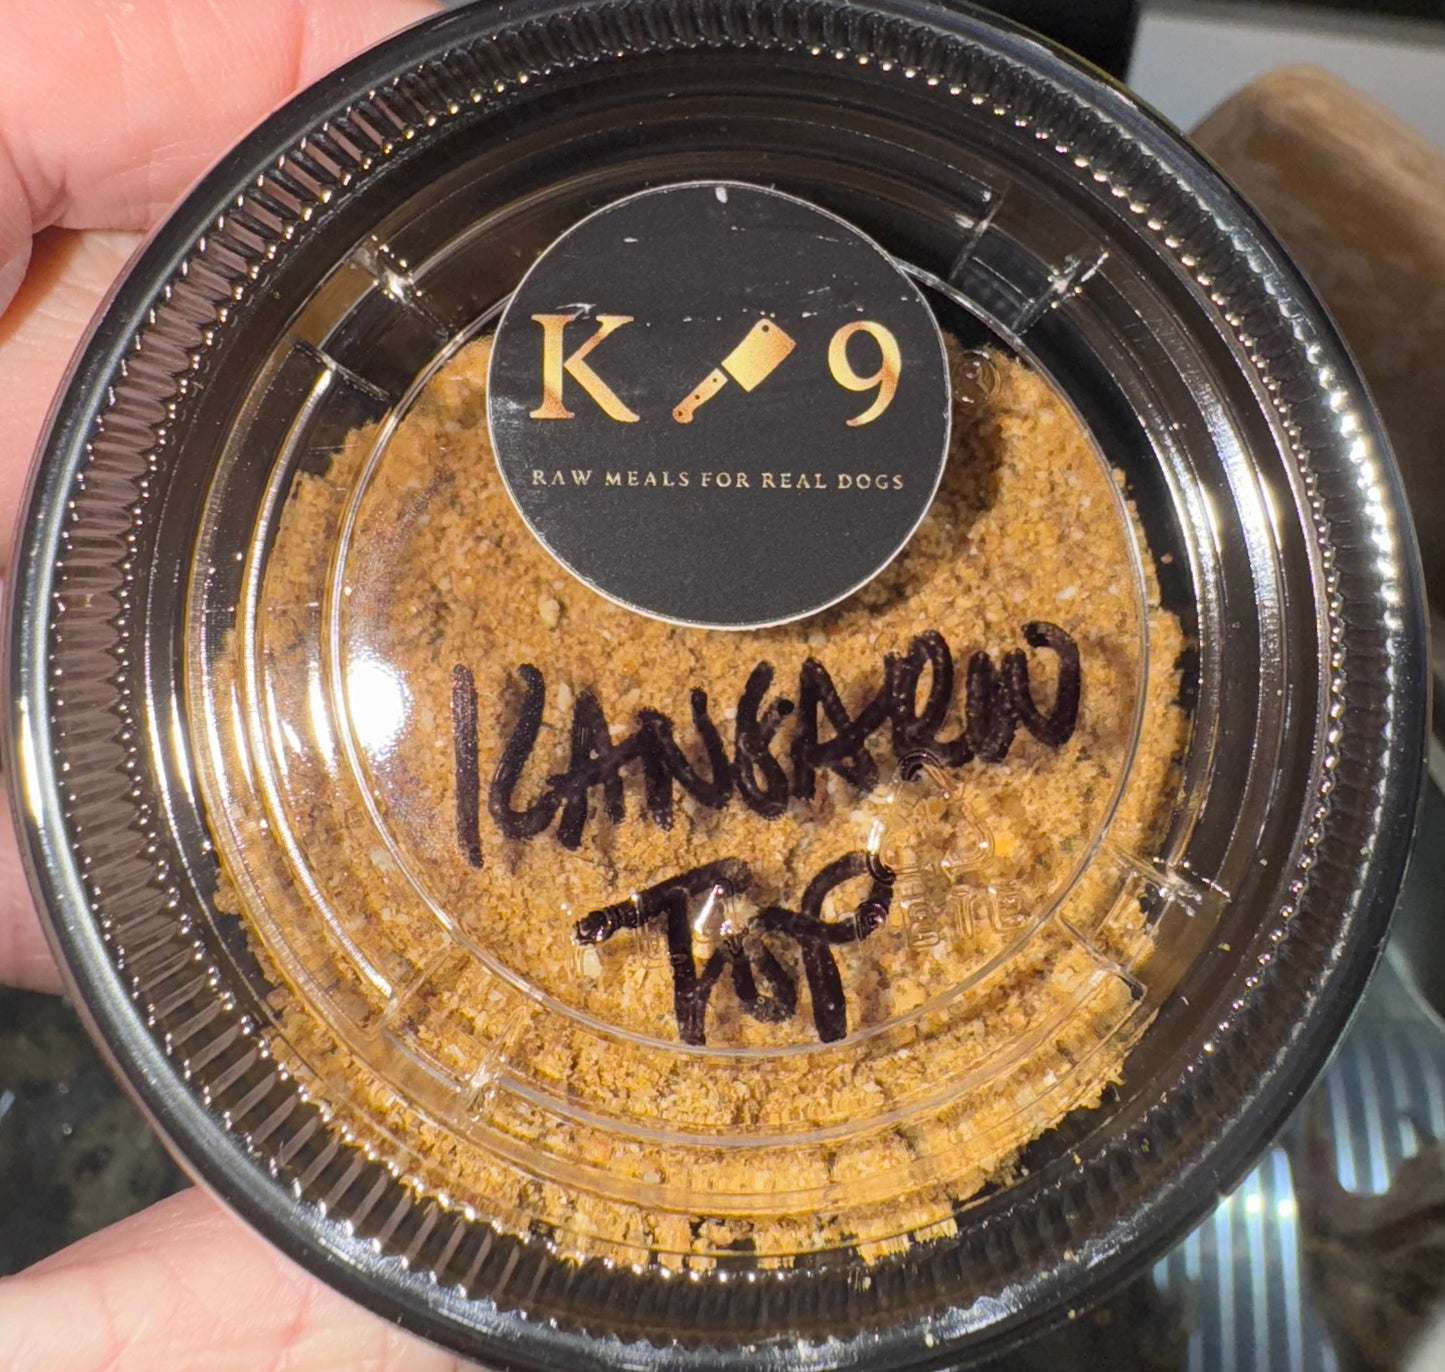 K 9
RAW MEALS FOR REAL DOGS
KANGAROO
TOP